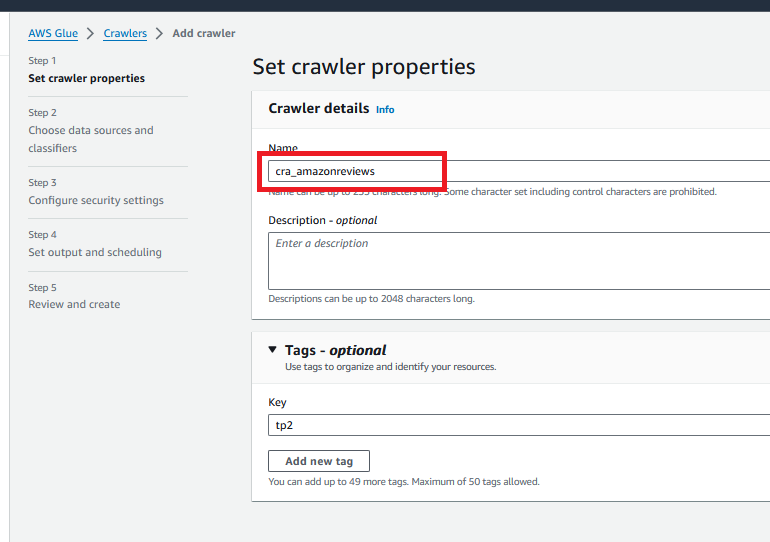 AWS Glue > Crawlers > Add crawler
Step 1
Set crawler properties
Step 2
Choose data sources and
classifiers
Step 3
Configure security settings
Step 4
Set output and scheduling
Step 5
Review and create
Set crawler properties
Crawler details Info
Name
cra_amazonreviews
Name can be up to 255 characters long. Some character set including control characters are prohibited.
Description - optional
Enter a description
Descriptions can be up to 2048 characters long.
Tags - optional
Use tags to organize and identify your resources.
Key
tp2
Add new tag
You can add up to 49 more tags. Maximum of 50 tags allowed.